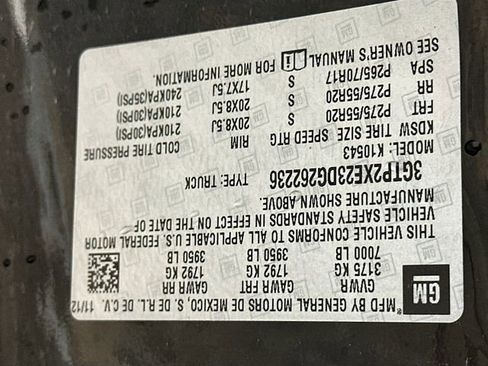 *MFD BY GENERAL MOTORS DE MEXICO, S. DE R.L. DE C.V. 11/12
GM
GVWR GAWR FRT GAWR RR
3175 KG 1792 KG 1792 KG
7000 LB 3950 LB 3950 LB
THIS VEHICLE CONFORMS TO ALL APPLICABLE U.S. FEDERAL MOTOR
VEHICLE SAFETY STANDARDS IN EFFECT ON THE DATE OF
MANUFACTURE SHOWN ABOVE.
3GTP2XE23DG262236 TYPE: TRUCK
MODEL: K10543
KDSW TIRE SIZE SPEED RTG RIM COLD TIRE PRESSURE
FRT P275/55R20 S 20X8.5J 210KPA(30PSI)
RR P275/55R20 S 20X8.5J 210KPA(30PSI)
SPA P265/70R17 S 17X7.5J 240KPA(35PSI)
SEE OWNER'S MANUAL FOR MORE INFORMATION.